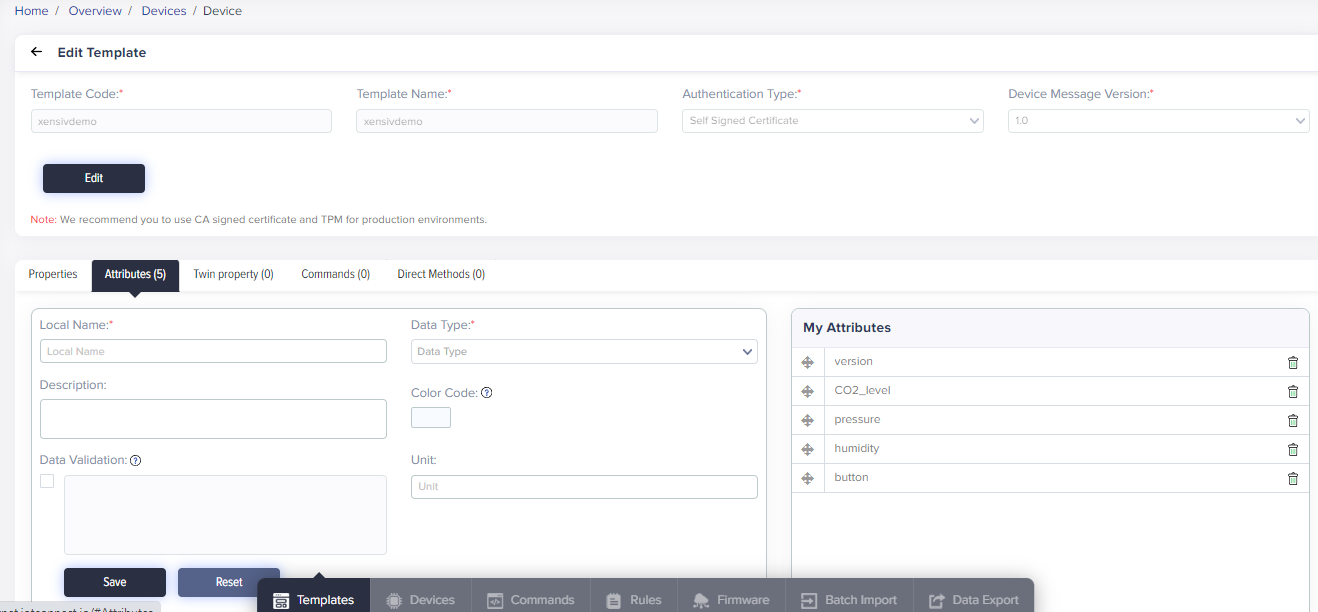 Home / Overview / Devices / Device
Edit Template
Template Code:* Template Name:* Authentication Type:* Device Message Version:*
xensivdemo xensivdemo Self Signed Certificate 1.0
Edit
Note: We recommend you to use CA signed certificate and TPM for production environments.
Properties Attributes (5) Twin property (0) Commands (0) Direct Methods (0)
Local Name:* Data Type:*
Local Name Data Type
Description: Color Code: ?
Data Validation: ? Unit:
Unit
Save Reset
My Attributes
version
CO2_level
pressure
humidity
button
Templates Devices Commands Rules Firmware Batch Import Data Export